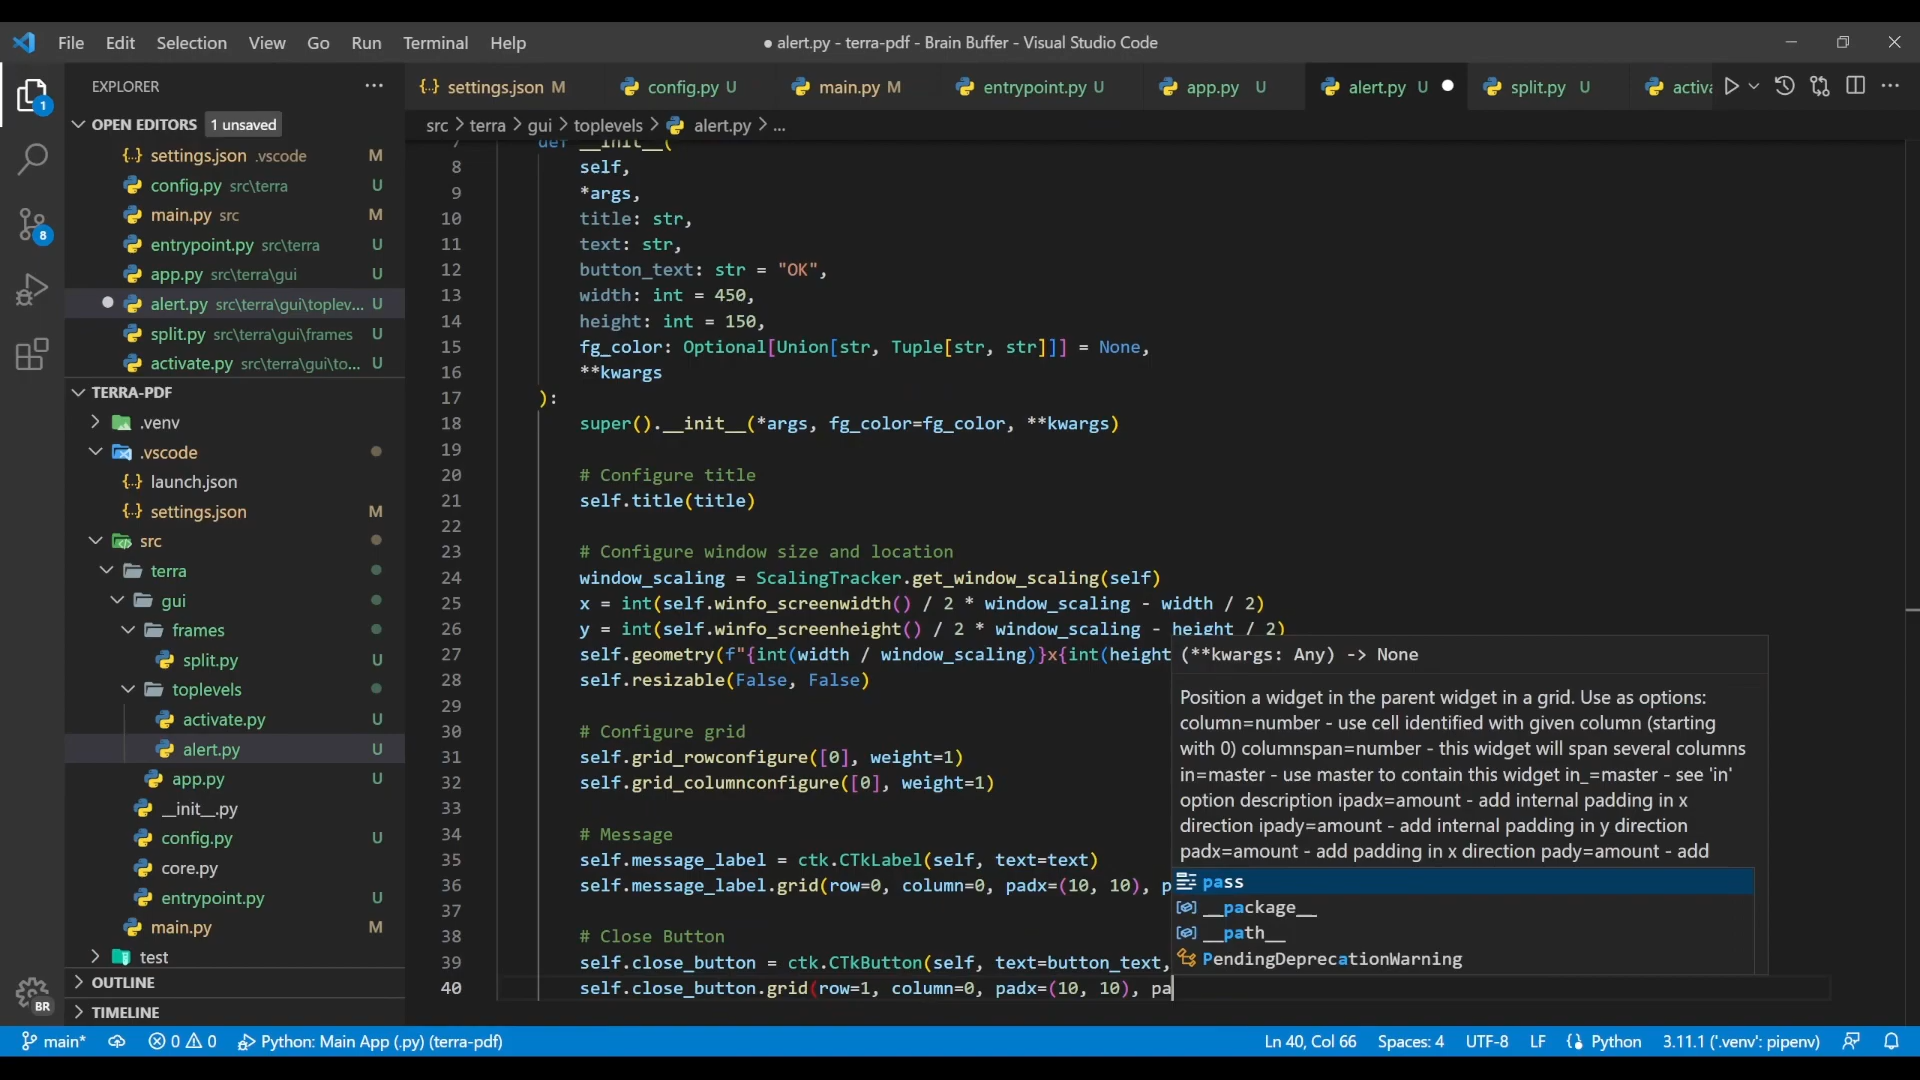 File Edit Selection View Go Run Terminal Help
● alert.py - terra-pdf - Brain Buffer - Visual Studio Code
EXPLORER
settings.json M
config.py U
main.py M
entrypoint.py U
app.py U
alert.py U
split.py U
activa
OPEN EDITORS 1 unsaved
settings.json .vscode M
config.py src\terra U
main.py src M
entrypoint.py src\terra U
app.py src\terra\gui U
alert.py src\terra\gui\toplev... U
split.py src\terra\gui\frames U
activate.py src\terra\gui\to... U
TERRA-PDF
.venv
.vscode
launch.json
settings.json M
src
terra
gui
frames
split.py U
toplevels
activate.py U
alert.py U
app.py U
__init__.py
config.py U
core.py
entrypoint.py U
main.py M
test
OUTLINE
TIMELINE
1
8
BR
src > terra > gui > toplevels > alert.py > ...
7 def __init__(
8 self,
9 *args,
10 title: str,
11 text: str,
12 button_text: str = "OK",
13 width: int = 450,
14 height: int = 150,
15 fg_color: Optional[Union[str, Tuple[str, str]]] = None,
16 **kwargs
17 ):
18 super().__init__(*args, fg_color=fg_color, **kwargs)
19
20 # Configure title
21 self.title(title)
22
23 # Configure window size and location
24 window_scaling = ScalingTracker.get_window_scaling(self)
25 x = int(self.winfo_screenwidth() / 2 * window_scaling - width / 2)
26 y = int(self.winfo_screenheight() / 2 * window_scaling - height / 2)
27 self.geometry(f"{int(width / window_scaling)}x{int(height
28 self.resizable(False, False)
29
30 # Configure grid
31 self.grid_rowconfigure([0], weight=1)
32 self.grid_columnconfigure([0], weight=1)
33
34 # Message
35 self.message_label = ctk.CTkLabel(self, text=text)
36 self.message_label.grid(row=0, column=0, padx=(10, 10), p
37
38 # Close Button
39 self.close_button = ctk.CTkButton(self, text=button_text,
40 self.close_button.grid(row=1, column=0, padx=(10, 10), pa
(**kwargs: Any) -> None
Position a widget in the parent widget in a grid. Use as options:
column=number - use cell identified with given column (starting
with 0) columnspan=number - this widget will span several columns
in=master - use master to contain this widget in_=master - see 'in'
option description ipadx=amount - add internal padding in x
direction ipady=amount - add internal padding in y direction
padx=amount - add padding in x direction pady=amount - add
pass
__package__
__path__
PendingDeprecationWarning
main* 0 0 Python: Main App (.py) (terra-pdf) Ln 40, Col 66 Spaces: 4 UTF-8 LF Python 3.11.1 ('.venv': pipenv)